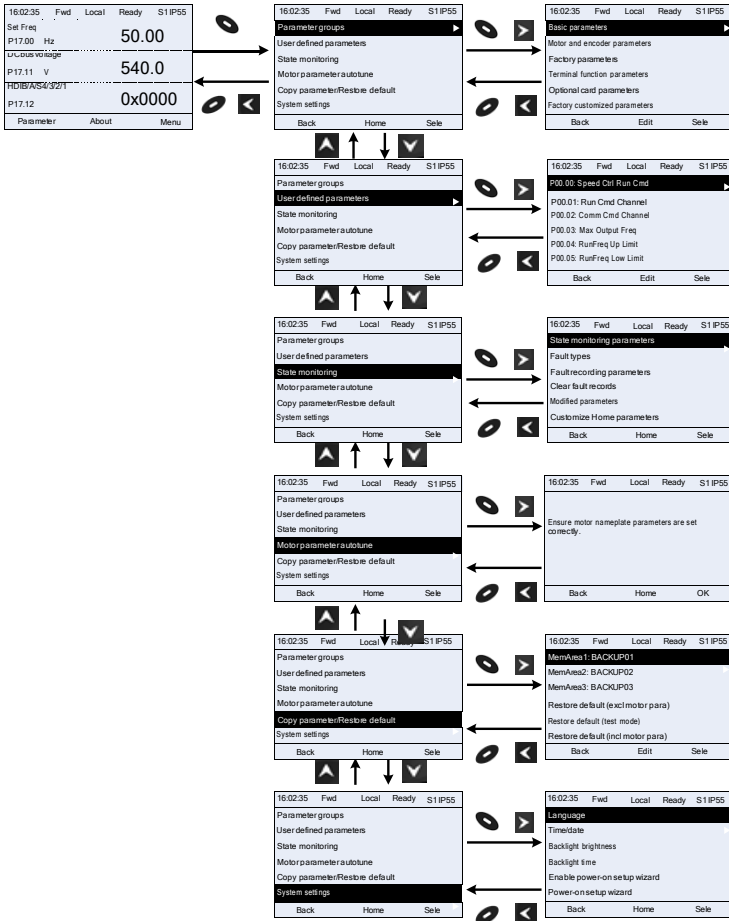 16:02:35 Fwd Local Ready S1 IP55
Set Freq
P17.00 Hz 50.00
DC bus voltage
P17.11 V 540.0
HDIB/A/S4/3/2/1
P17.12 0x0000
Parameter About Menu
16:02:35 Fwd Local Ready S1 IP55
Parameter groups
User defined parameters
State monitoring
Motor parameter autotune
Copy parameter/Restore default
System settings
Back Home Sele
16:02:35 Fwd Local Ready S1 IP55
Basic parameters
Motor and encoder parameters
Factory parameters
Terminal function parameters
Optional card parameters
Factory customized parameters
Back Edit Sele
16:02:35 Fwd Local Ready S1 IP55
Parameter groups
User defined parameters
State monitoring
Motor parameter autotune
Copy parameter/Restore default
System settings
Back Home Sele
16:02:35 Fwd Local Ready S1 IP55
P00.00: Speed Ctrl Run Cmd
P00.01: Run Cmd Channel
P00.02: Comm Cmd Channel
P00.03: Max Output Freq
P00.04: RunFreq Up Limit
P00.05: RunFreq Low Limit
Back Edit Sele
16:02:35 Fwd Local Ready S1 IP55
Parameter groups
User defined parameters
State monitoring
Motor parameter autotune
Copy parameter/Restore default
System settings
Back Home Sele
16:02:35 Fwd Local Ready S1 IP55
State monitoring parameters
Fault types
Fault recording parameters
Clear fault records
Modified parameters
Customize Home parameters
Back Home Sele
16:02:35 Fwd Local Ready S1 IP55
Parameter groups
User defined parameters
State monitoring
Motor parameter autotune
Copy parameter/Restore default
System settings
Back Home Sele
16:02:35 Fwd Local Ready S1 IP55
Ensure motor nameplate parameters are set
correctly.
Back Home OK
16:02:35 Fwd Local S1 IP55
Parameter groups
User defined parameters
State monitoring
Motor parameter autotune
Copy parameter/Restore default
System settings
Back Home Sele
16:02:35 Fwd Local Ready S1 IP55
MemArea1: BACKUP01
MemArea2: BACKUP02
MemArea3: BACKUP03
Restore default (excl motor para)
Restore default (test mode)
Restore default (incl motor para)
Back Edit Sele
16:02:35 Fwd Local Ready S1 IP55
Parameter groups
User defined parameters
State monitoring
Motor parameter autotune
Copy parameter/Restore default
System settings
Back Home Sele
16:02:35 Fwd Local Ready S1 IP55
Language
Time/date
Backlight brightness
Backlight time
Enable power-on setup wizard
Power-on setup wizard
Back Home Sele